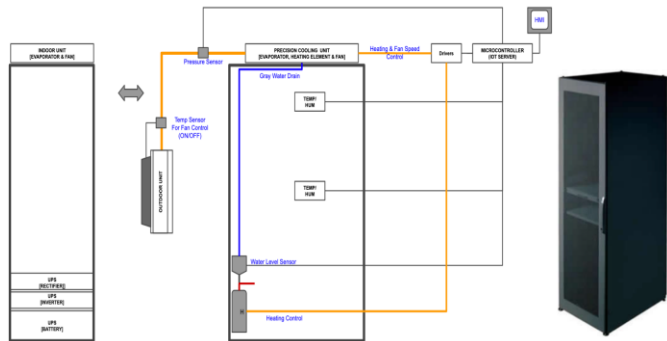 INDOOR UNIT
[EVAPORATOR & FAN]
PRECISION COOLING UNIT
[EVAPORATOR, HEATING ELEMENT & FAN]
Heating & Fan Speed
Control
Drivers
MICROCONTROLLER
[IOT SERVER]
HMI
Pressure Sensor
Gray Water Drain
TEMP/
HUM
Temp Sensor
For Fan Control
(ON/OFF)
OUTDOOR UNIT
TEMP/
HUM
Water Level Sensor
UPS
[RECTIFIER]]
UPS
[INVERTER]
UPS
[BATTERY]
H
Heating Control